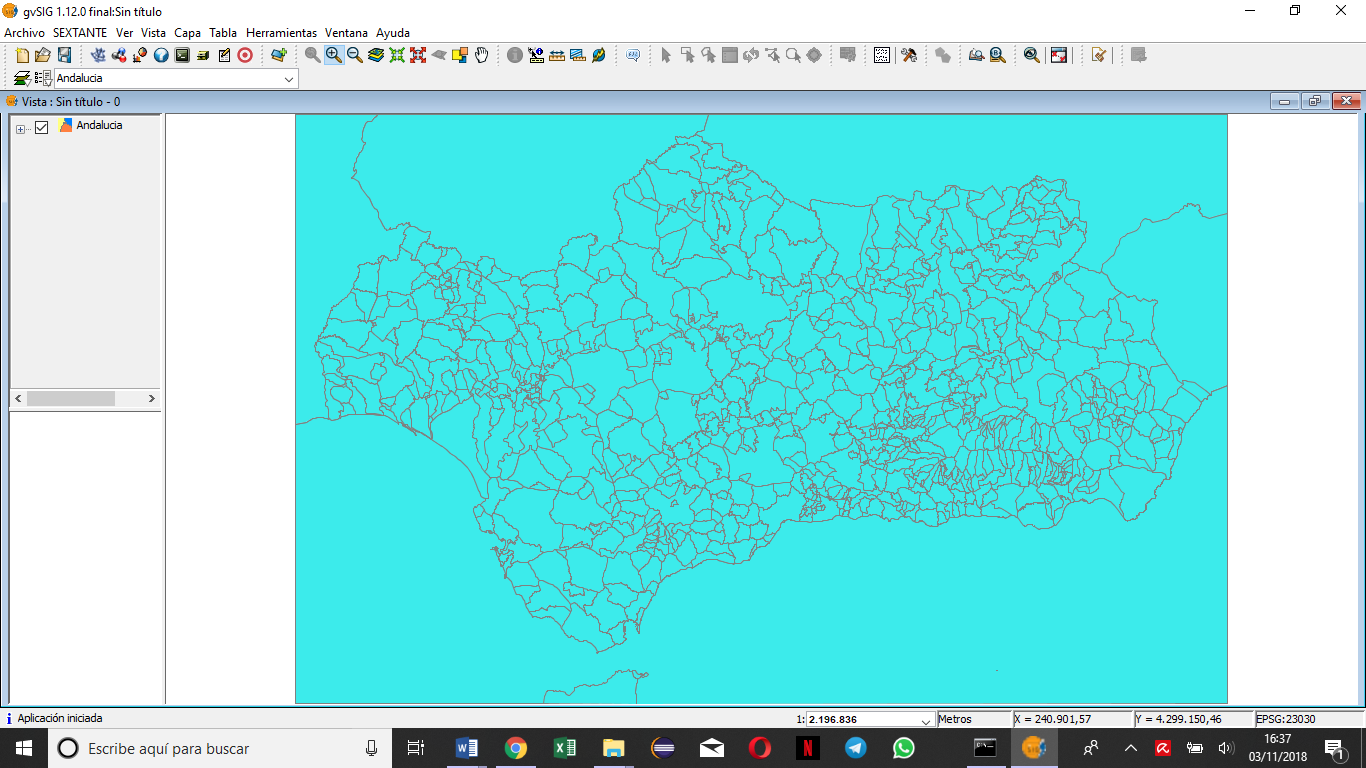 gvSIG 1.12.0 final:Sin título
Archivo SEXTANTE Ver Vista Capa Tabla Herramientas Ventana Ayuda
Andalucia
Vista : Sin título - 0
Andalucia
Aplicación iniciada
1: 2.196.836
Metros
X = 240.901,57
Y = 4.299.150,46
EPSG:23030
Escribe aquí para buscar
16:37
03/11/2018
1